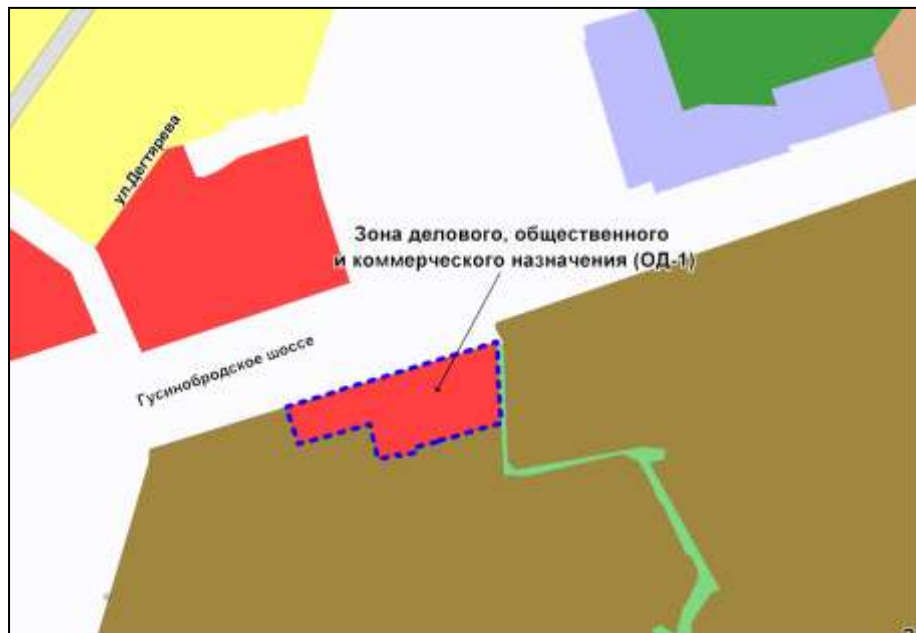 ул.Дегтярева
Зона делового, общественного
и коммерческого назначения (ОД-1)
Гусинобродское шоссе